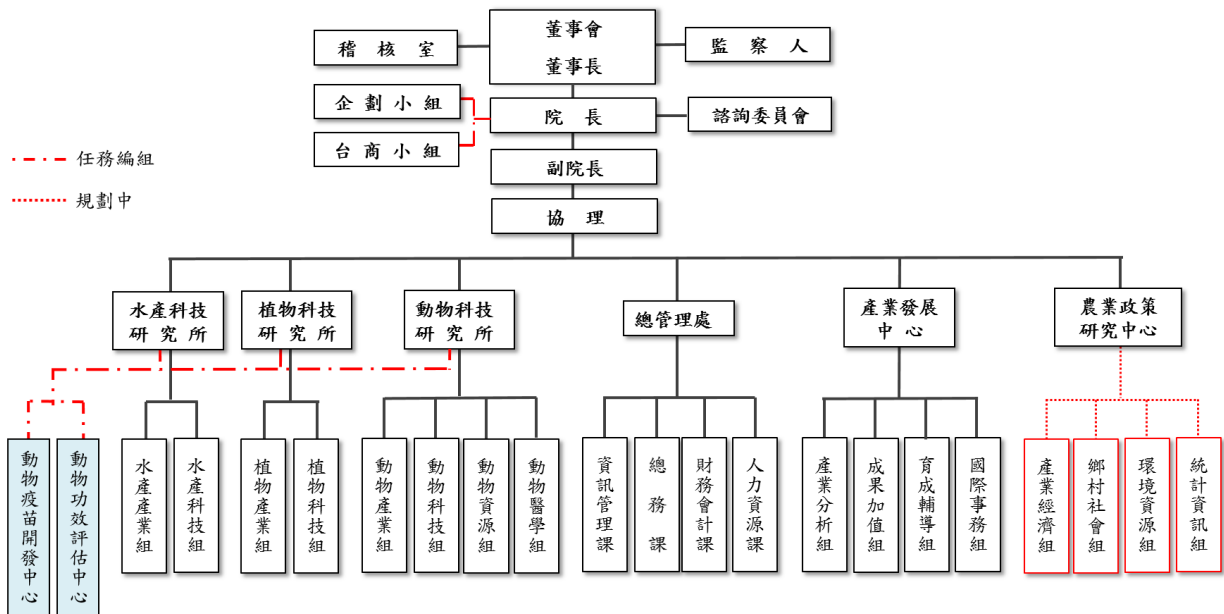 董事會
董事長
稽核室
監察人
企劃小組
院長
諮詢委員會
台商小組
任務編組
副院長
規劃中
協理
水產科技
研究所
植物科技
研究所
動物科技
研究所
總管理處
產業發展
中心
農業政策
研究中心
動物疫苗開發中心
動物功效評估中心
水產產業組
水產科技組
植物產業組
植物科技組
動物產業組
動物科技組
動物資源組
動物醫學組
資訊管理課
總務課
財務會計課
人力資源課
產業分析組
成果加值組
育成輔導組
國際事務組
產業經濟組
鄉村社會組
環境資源組
統計資訊組